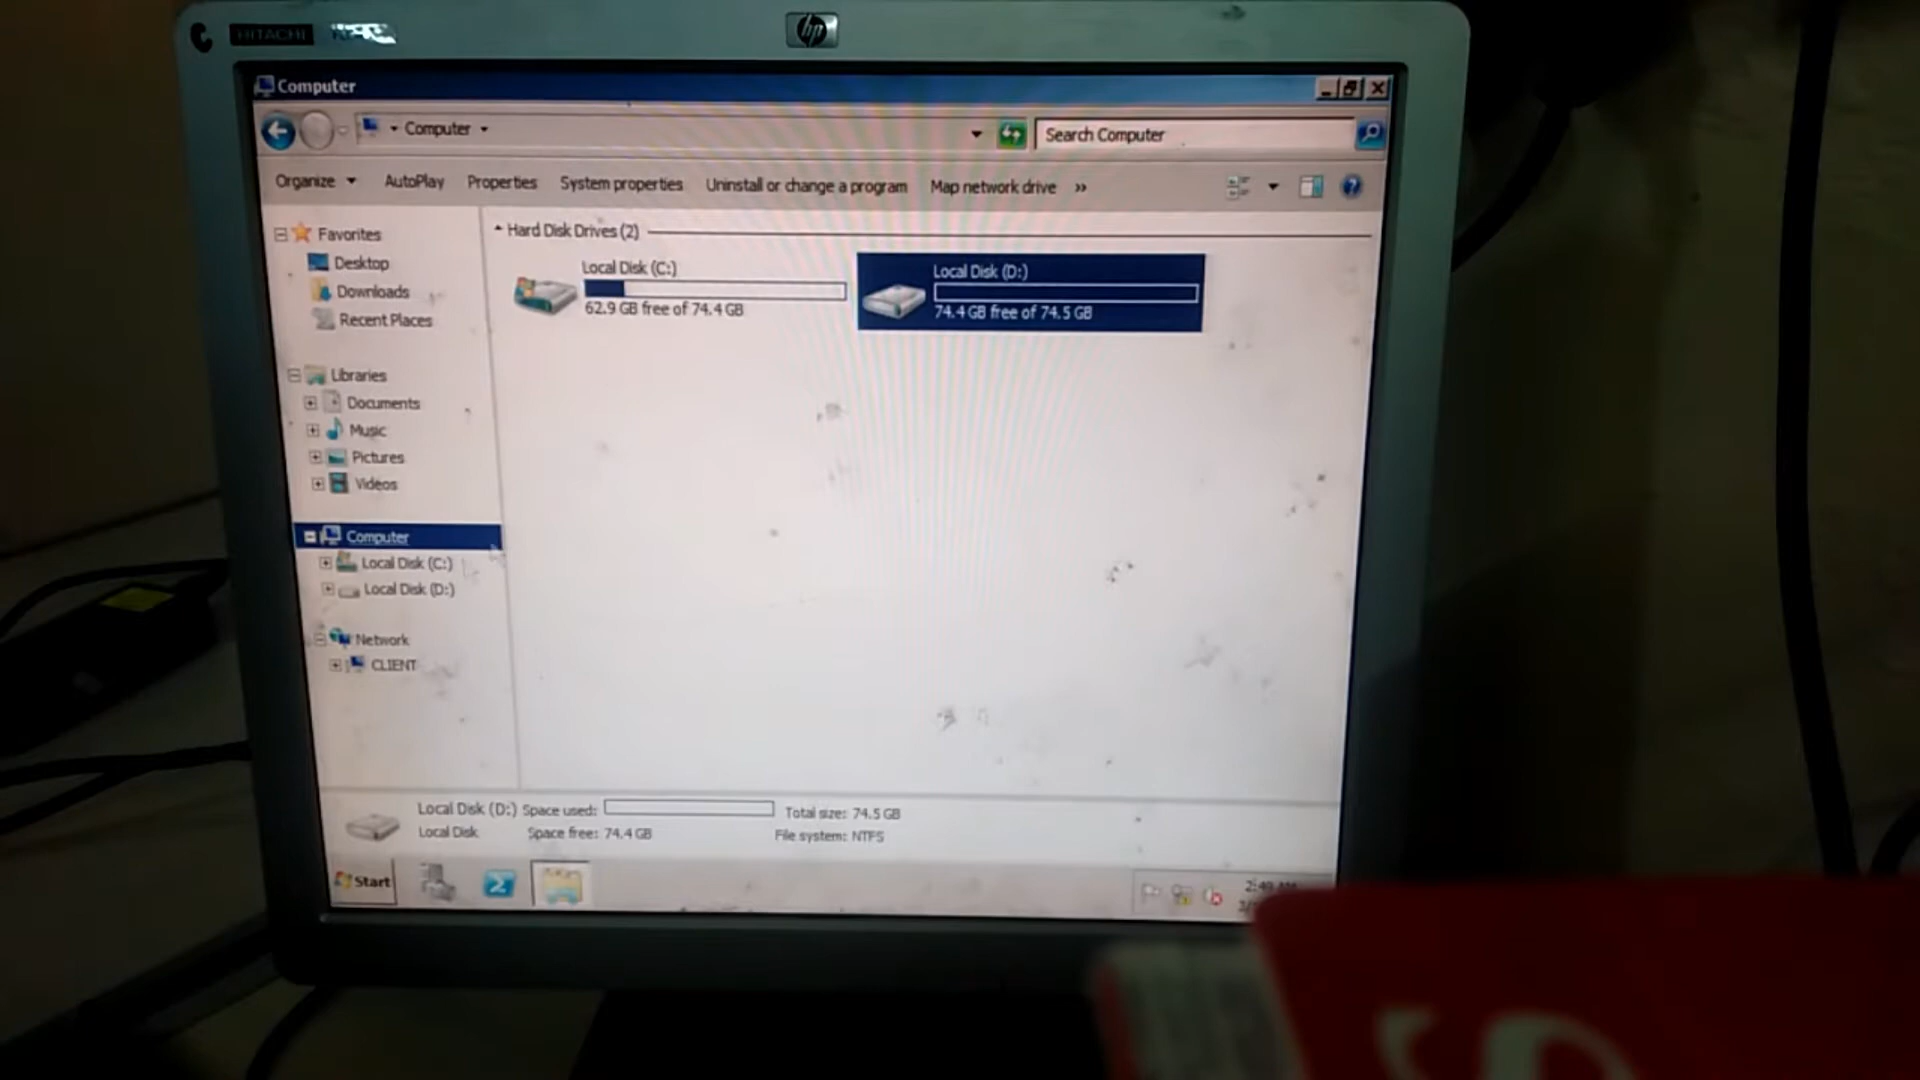 HITACHI
hp
Computer
Computer
Search Computer
Organize AutoPlay Properties System properties Uninstall or change a program Map network drive »
Favorites
Desktop
Downloads
Recent Places
Libraries
Documents
Music
Pictures
Videos
Computer
Local Disk (C:)
Local Disk (D:)
Network
CLIENT
Hard Disk Drives (2)
Local Disk (C:)
62.9 GB free of 74.4 GB
Local Disk (D:)
74.4 GB free of 74.5 GB
Local Disk (D:) Space used: Total size: 74.5 GB
Local Disk Space free: 74.4 GB File system: NTFS
Start